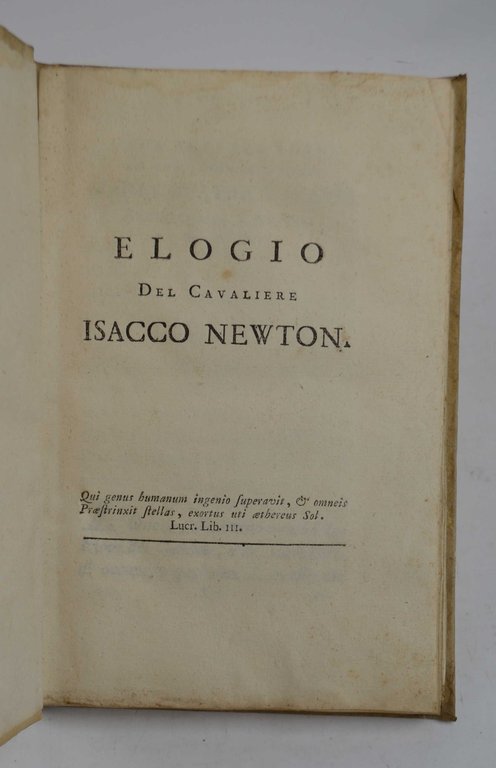 ELOGIO
DEL CAVALIERE
ISACCO NEWTON.
Qui genus humanum ingenio ſuperavit, & omneis
Præſtrinxit ſtellas, exortus uti æthereus Sol.
Lucr. Lib. III.